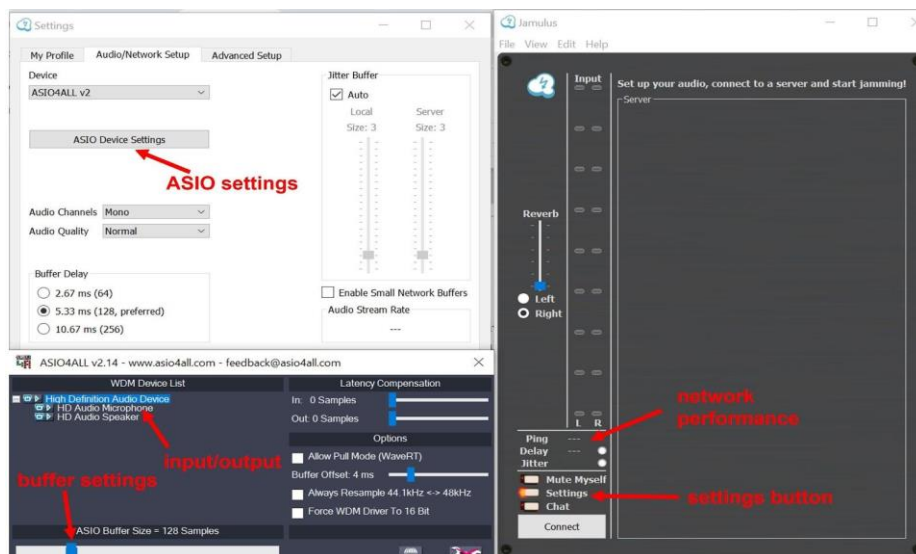 Settings
My Profile Audio/Network Setup Advanced Setup
Device
ASIO4ALL v2
ASIO Device Settings
ASIO settings
Audio Channels Mono
Audio Quality Normal
Buffer Delay
2.67 ms (64)
5.33 ms (128, preferred)
10.67 ms (256)
Jitter Buffer
Auto
Local Server
Size: 3 Size: 3
Enable Small Network Buffers
Audio Stream Rate
---
ASIO4ALL v2.14 - www.asio4all.com - feedback@asio4all.com
WDM Device List
High Definition Audio Device
HD Audio Microphone
HD Audio Speaker
input/output
buffer settings
ASIO Buffer Size = 128 Samples
Latency Compensation
In: 0 Samples
Out: 0 Samples
Options
Allow Pull Mode (WaveRT)
Buffer Offset: 4 ms
Always Resample 44.1kHz <-> 48kHz
Force WDM Driver To 16 Bit
Jamulus
File View Edit Help
Input
Set up your audio, connect to a server and start jamming!
Server
Reverb
Left
Right
L R
network
performance
Ping ---
Delay ---
Jitter
Mute Myself
Settings
settings button
Chat
Connect